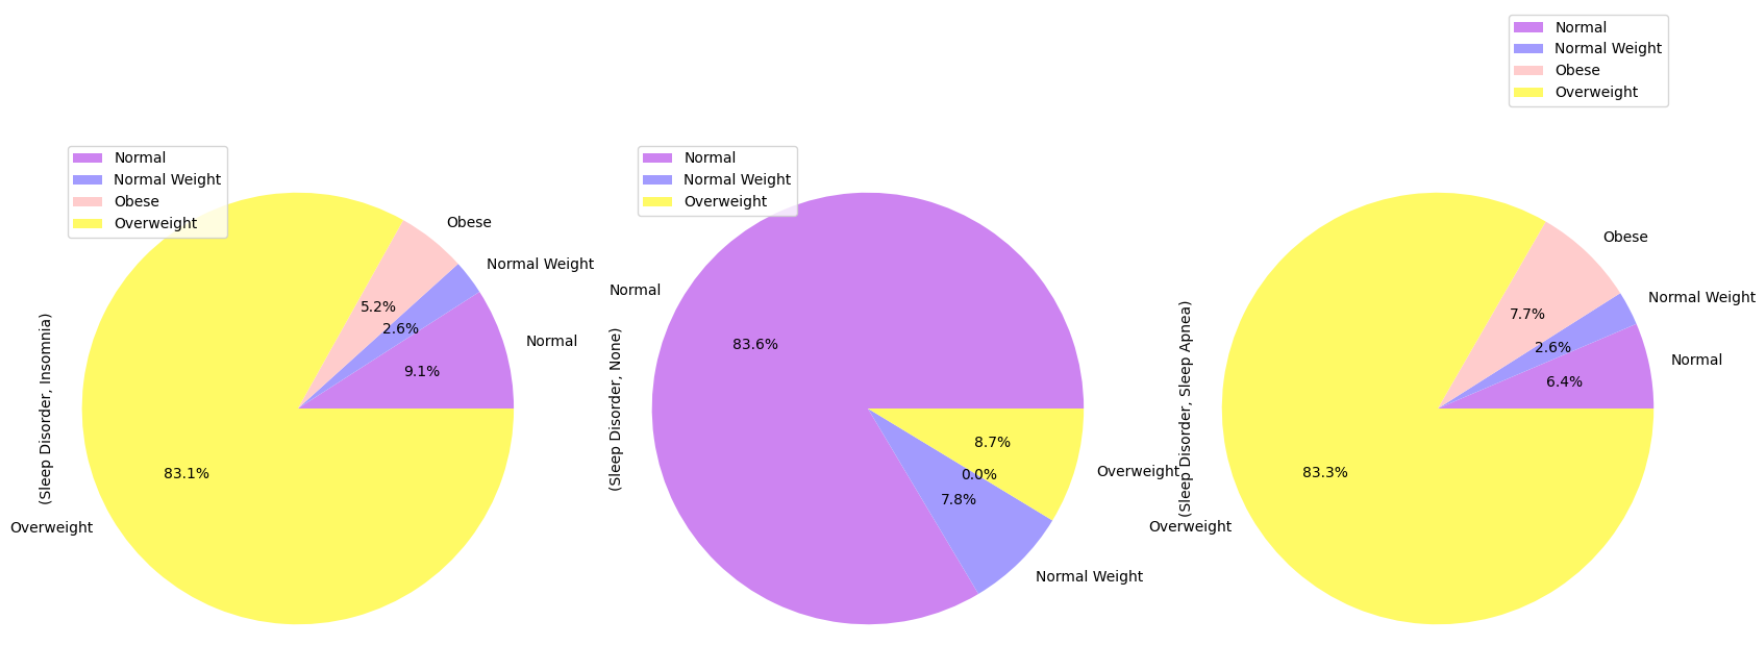 Normal
Normal Weight
Obese
Overweight
Obese
Normal Weight
Normal
5.2%
2.6%
9.1%
83.1%
Overweight
(Sleep Disorder, Insomnia)
Normal
Normal Weight
Overweight
Normal
83.6%
8.7%
0.0%
7.8%
Overweight
Normal Weight
(Sleep Disorder, None)
Normal
Normal Weight
Obese
Overweight
Obese
Normal Weight
Normal
7.7%
2.6%
6.4%
83.3%
Overweight
(Sleep Disorder, Sleep Apnea)